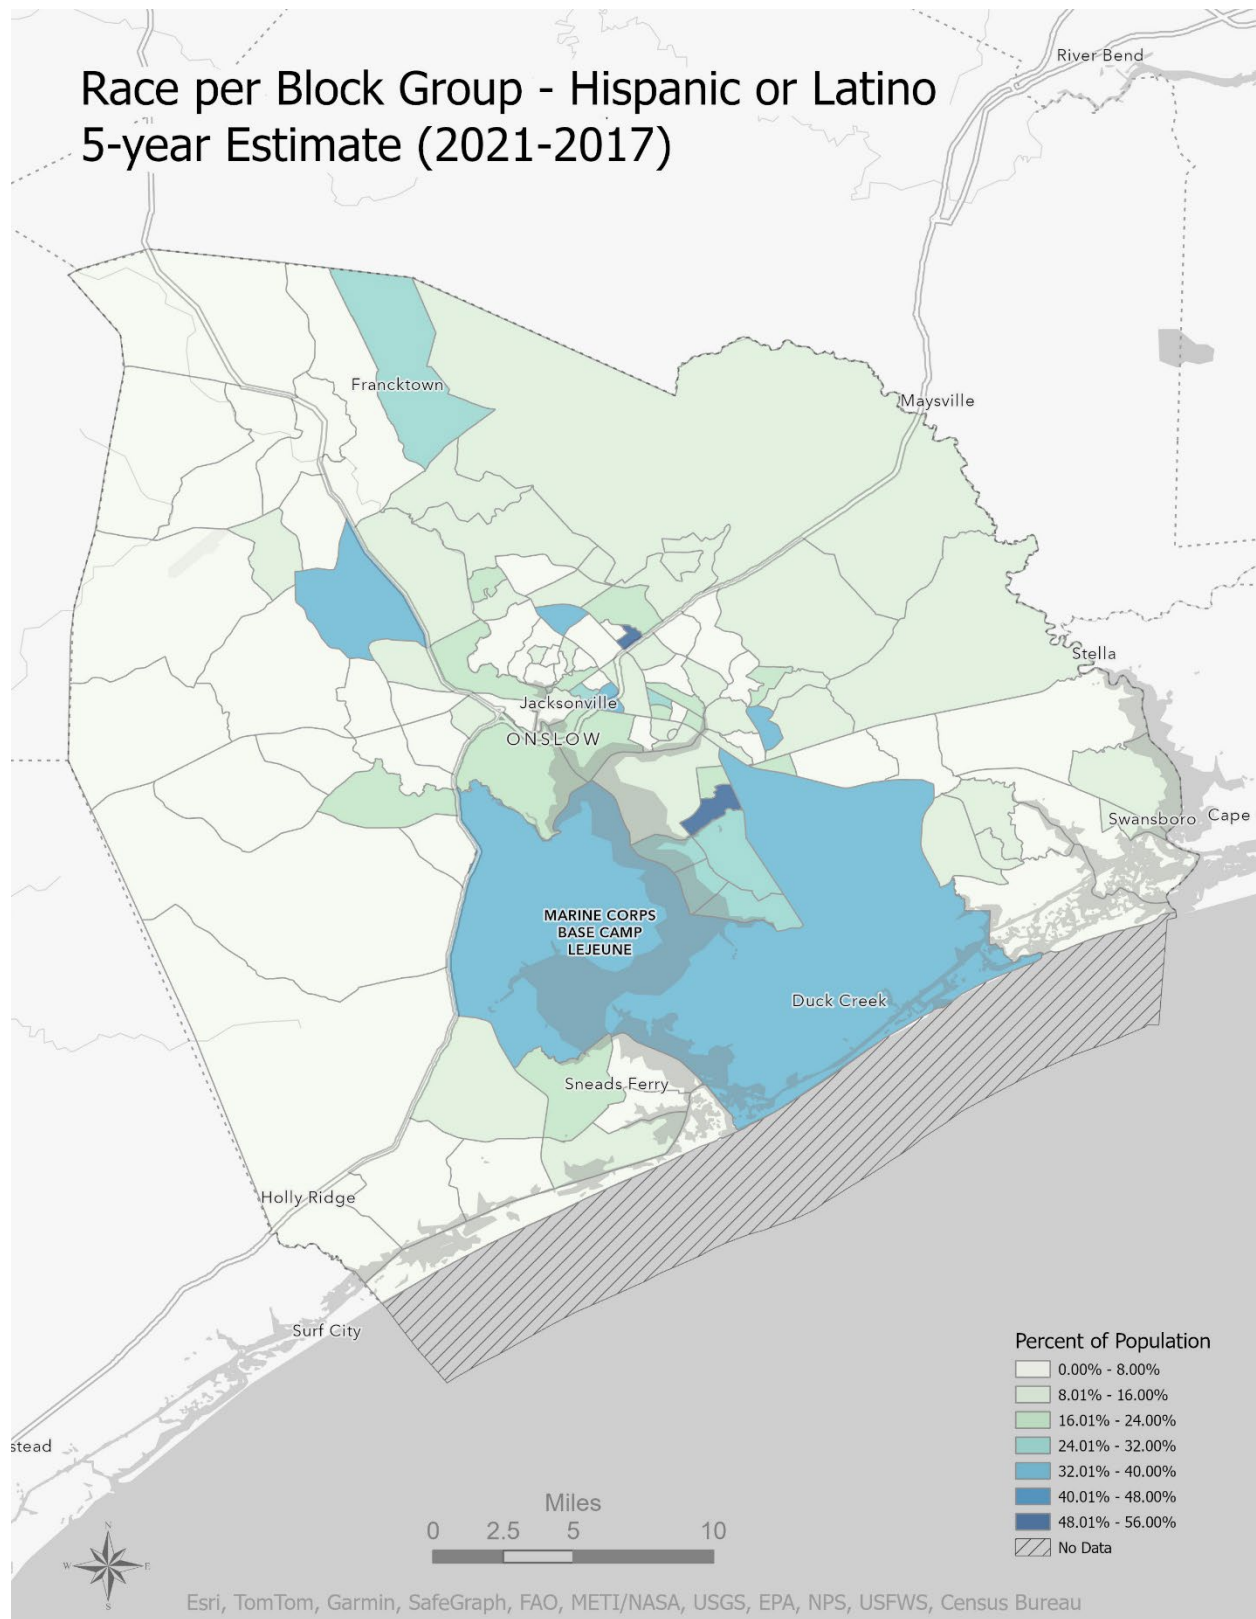 Race per Block Group - Hispanic or Latino
5-year Estimate (2021-2017)
River Bend
Francktown
Maysville
Stella
Jacksonville
ONSLOW
Swansboro
Cape
MARINE CORPS
BASE CAMP
LEJEUNE
Duck Creek
Sneads Ferry
Holly Ridge
Surf City
stead
Percent of Population
0.00% - 8.00%
8.01% - 16.00%
16.01% - 24.00%
24.01% - 32.00%
32.01% - 40.00%
40.01% - 48.00%
48.01% - 56.00%
No Data
Miles
0 2.5 5 10
N
W E
S
Esri, TomTom, Garmin, SafeGraph, FAO, METI/NASA, USGS, EPA, NPS, USFWS, Census Bureau